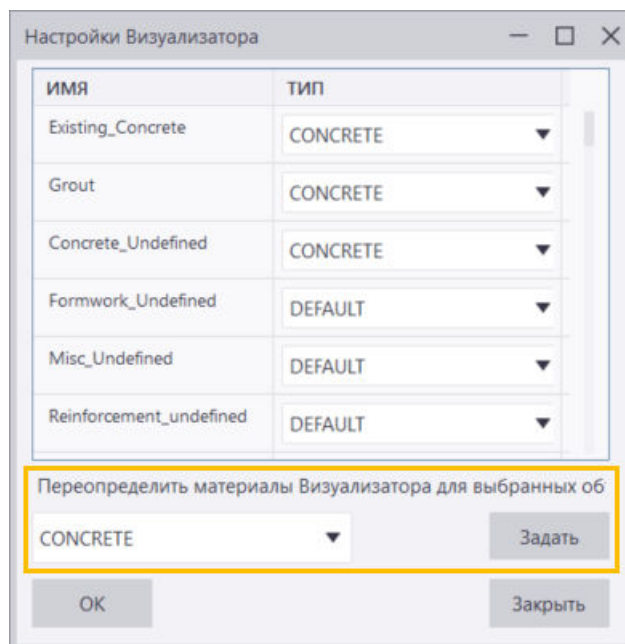 Настройки Визуализатора
ИМЯ ТИП
Existing_Concrete CONCRETE
Grout CONCRETE
Concrete_Undefined CONCRETE
Formwork_Undefined DEFAULT
Misc_Undefined DEFAULT
Reinforcement_undefined DEFAULT
Переопределить материалы Визуализатора для выбранных об
CONCRETE Задать
ОК Закрыть